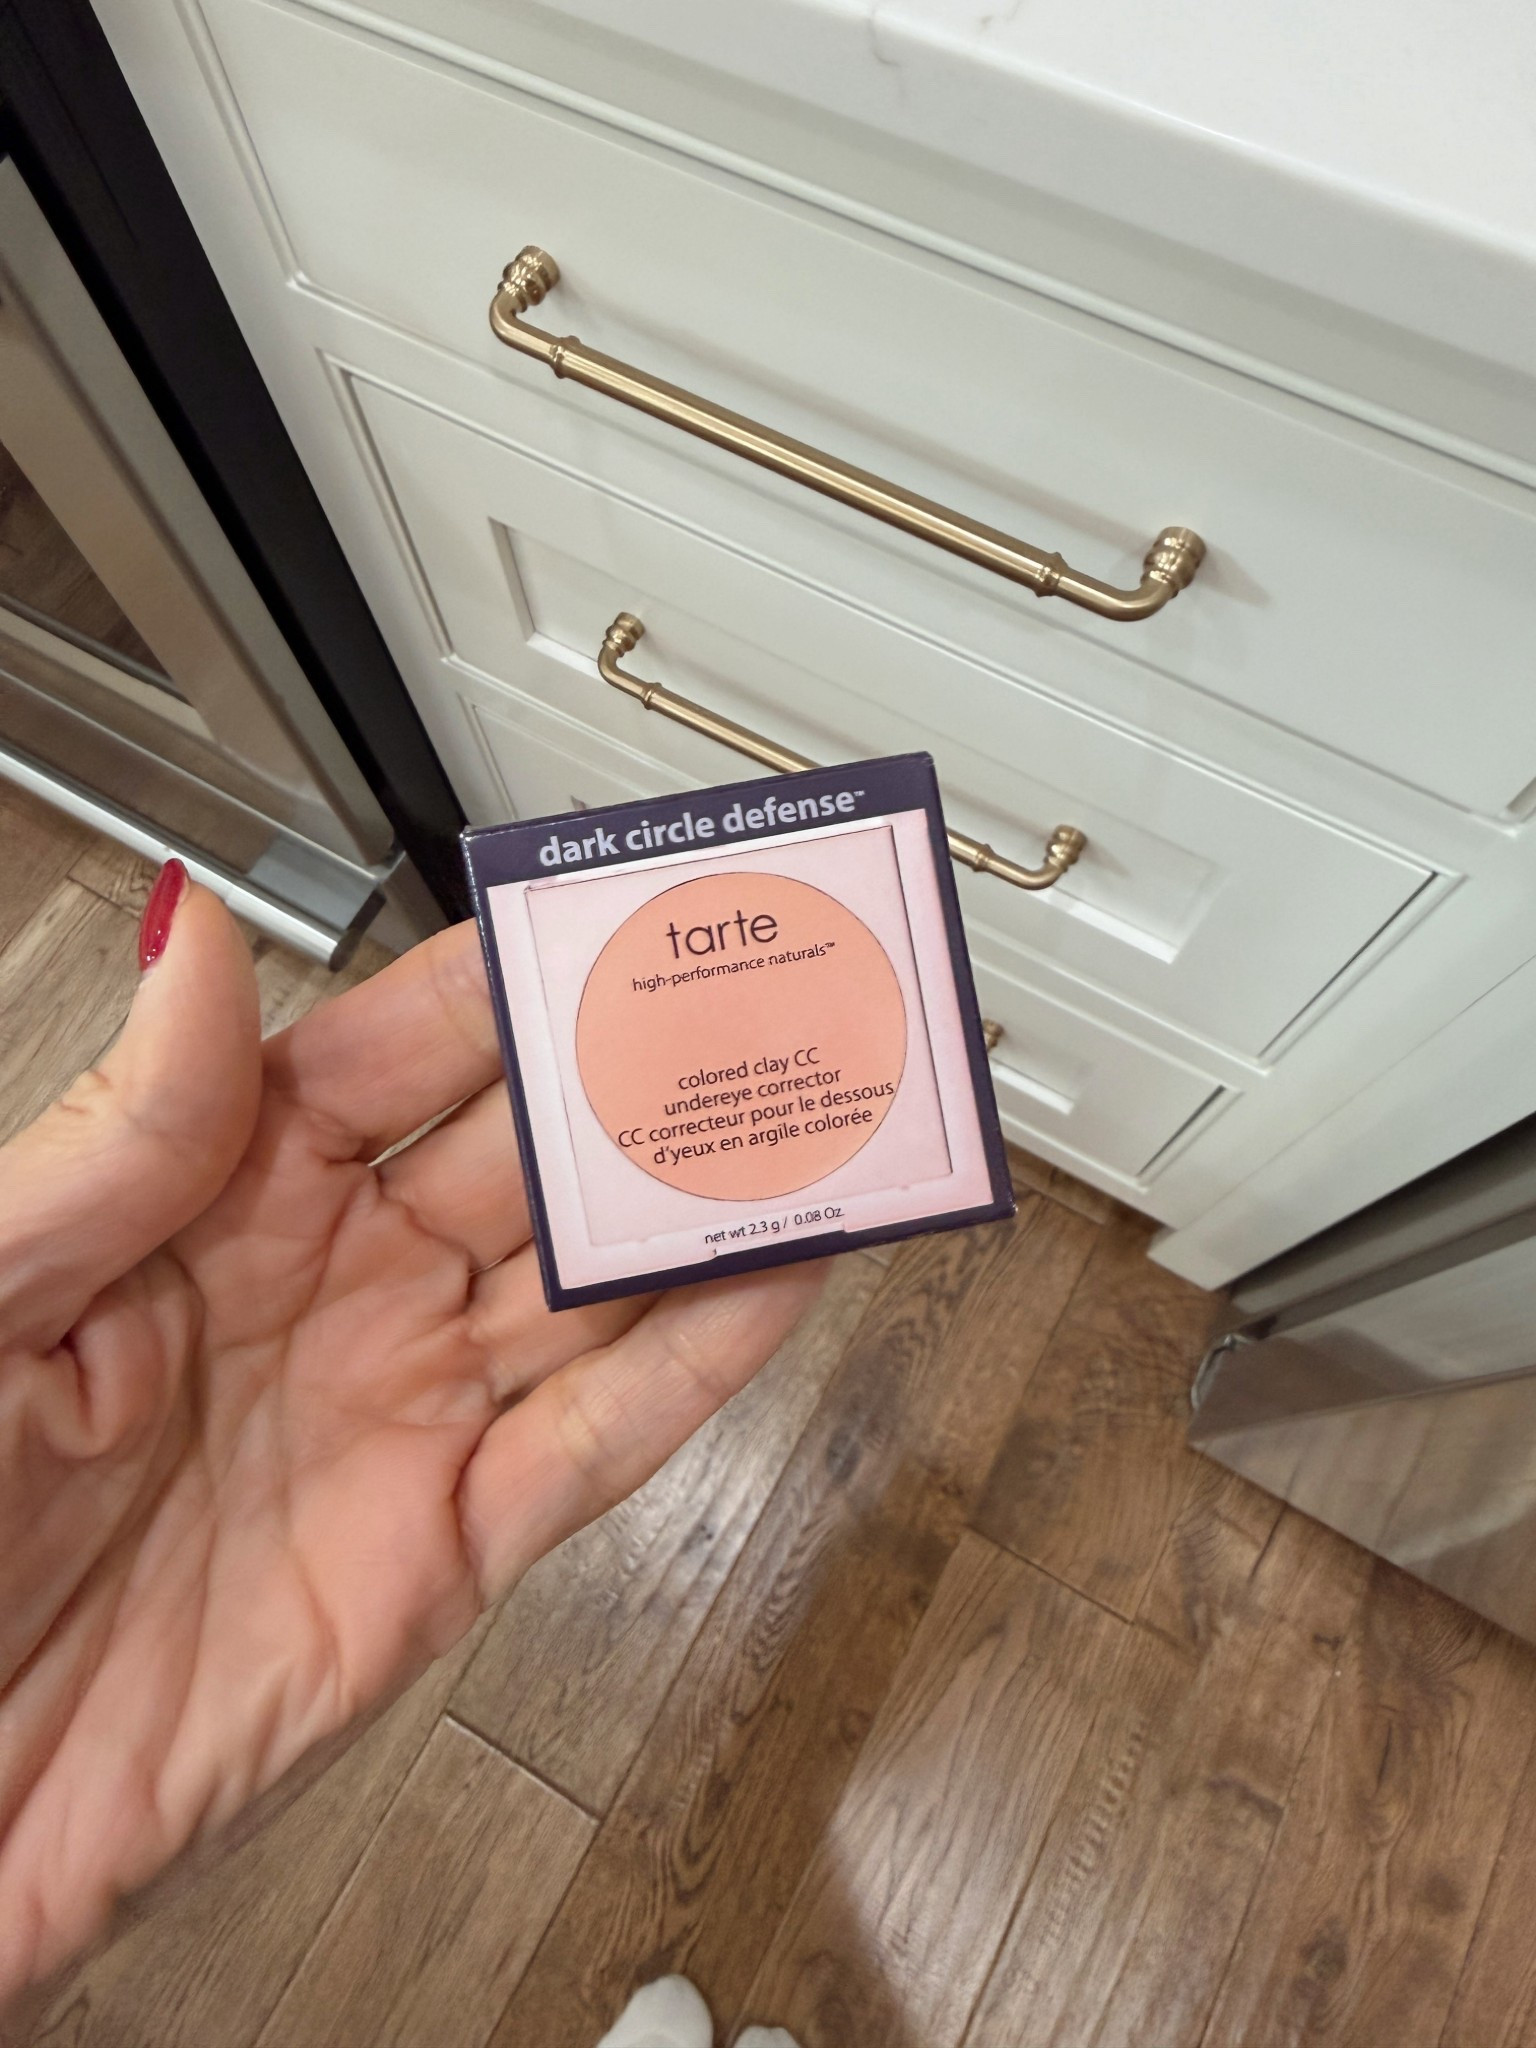 dark circle defense™
tarte
high-performance naturals™
colored clay CC
undereye corrector
CC correcteur pour le dessous
d'yeux en argile colorée
net wt 2.3 g / 0.08 Oz.